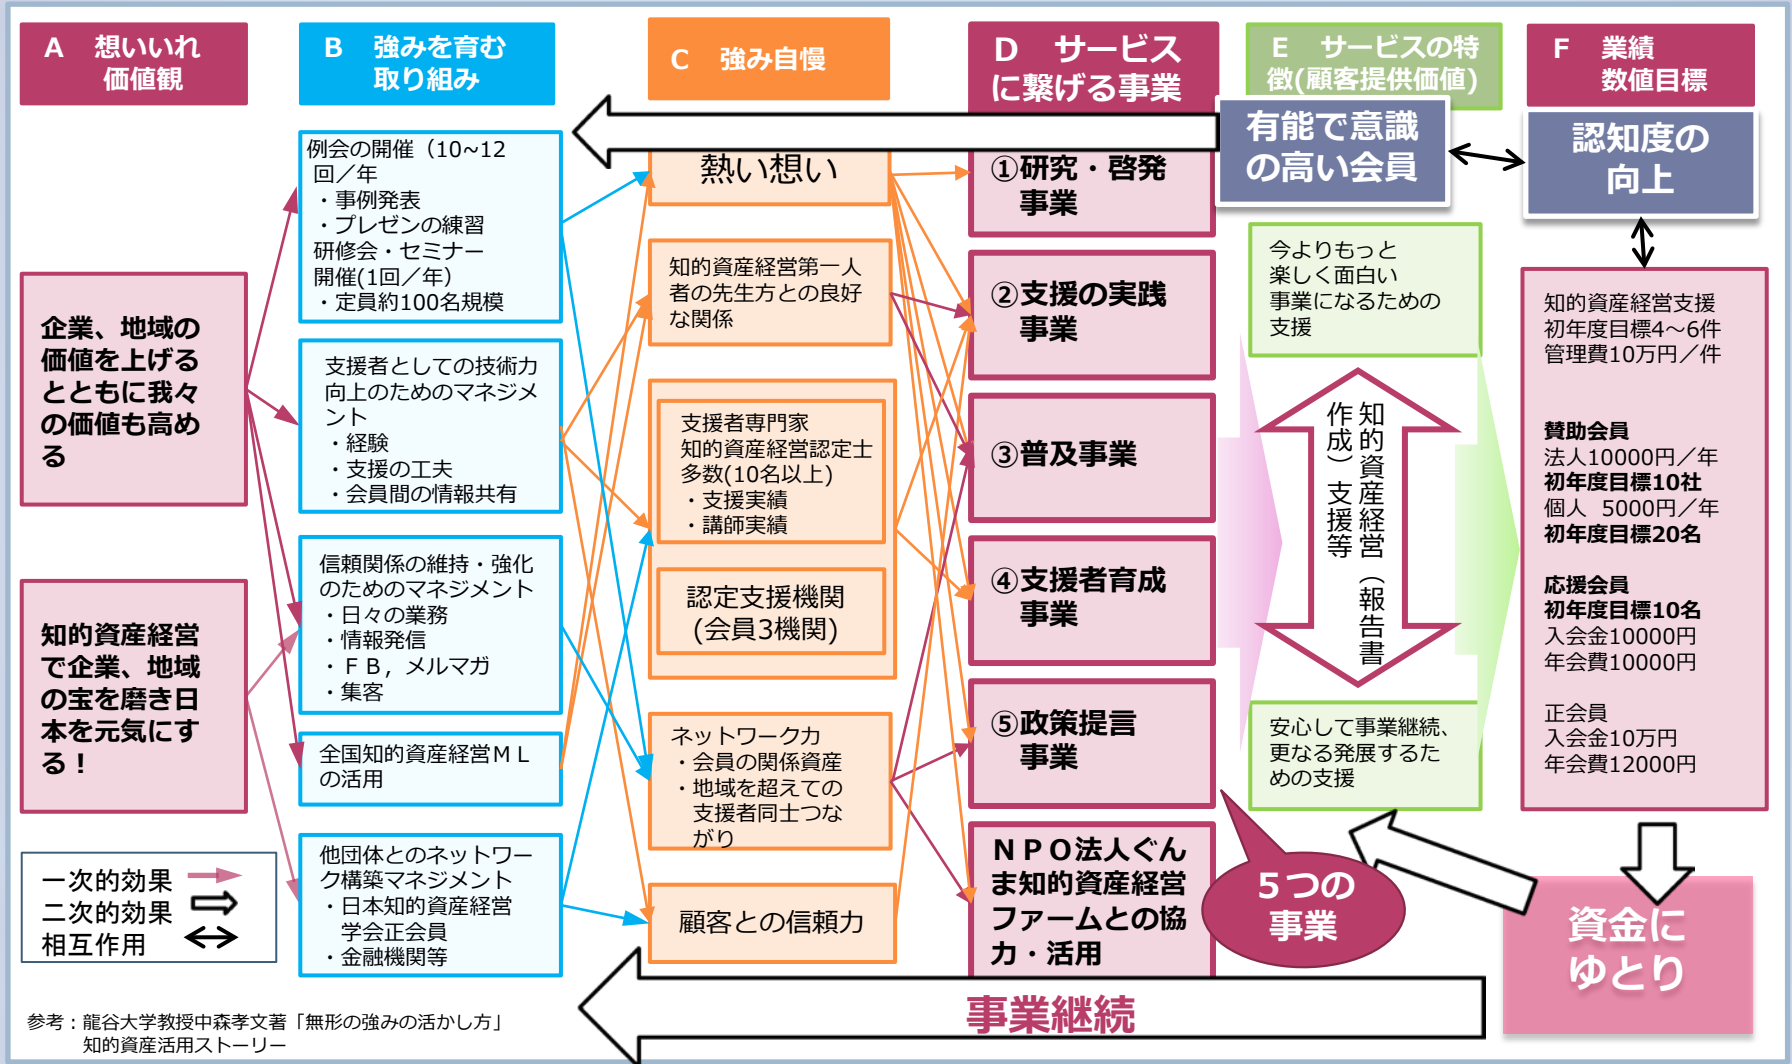 A 想いいれ
価値観
B 強みを育む
取り組み
C 強み自慢
D サービス
に繋げる事業
E サービスの特
徴(顧客提供価値)
F 業績
数値目標
企業、地域の
価値を上げる
とともに我々
の価値も高め
る
知的資産経営
で企業、地域
の宝を磨き日
本を元気にす
る！
一次的効果
二次的効果
相互作用
例会の開催（10~12
回／年
・事例発表
・プレゼンの練習
研修会・セミナー
開催(1回／年）
・定員約100名規模
支援者としての技術力
向上のためのマネジメ
ント
・経験
・支援の工夫
・会員間の情報共有
信頼関係の維持・強化
のためのマネジメント
・日々の業務
・情報発信
・ＦＢ，メルマガ
・集客
全国知的資産経営ＭＬ
の活用
他団体とのネットワー
ク構築マネジメント
・日本知的資産経営
学会正会員
・金融機関等
熱い想い
知的資産経営第一人
者の先生方との良好
な関係
支援者専門家
知的資産経営認定士
多数(10名以上)
・支援実績
・講師実績
認定支援機関
(会員3機関)
ネットワーク力
・会員の関係資産
・地域を超えての
支援者同士つな
がり
顧客との信頼力
①研究・啓発
事業
②支援の実践
事業
③普及事業
④支援者育成
事業
⑤政策提言
事業
ＮＰＯ法人ぐん
ま知的資産経営
ファームとの協
力・活用
５つの
事業
有能で意識
の高い会員
今よりもっと
楽しく面白い
事業になるための
支援
知的資産経営（報告書
作成）支援等
安心して事業継続、
更なる発展するた
めの支援
認知度の
向上
知的資産経営支援
初年度目標4～6件
管理費10万円／件
賛助会員
法人10000円／年
初年度目標10社
個人 5000円／年
初年度目標20名
応援会員
初年度目標10名
入会金10000円
年会費10000円
正会員
入会金10万円
年会費12000円
資金に
ゆとり
事業継続
参考：龍谷大学教授中森孝文著「無形の強みの活かし方」
知的資産活用ストーリー